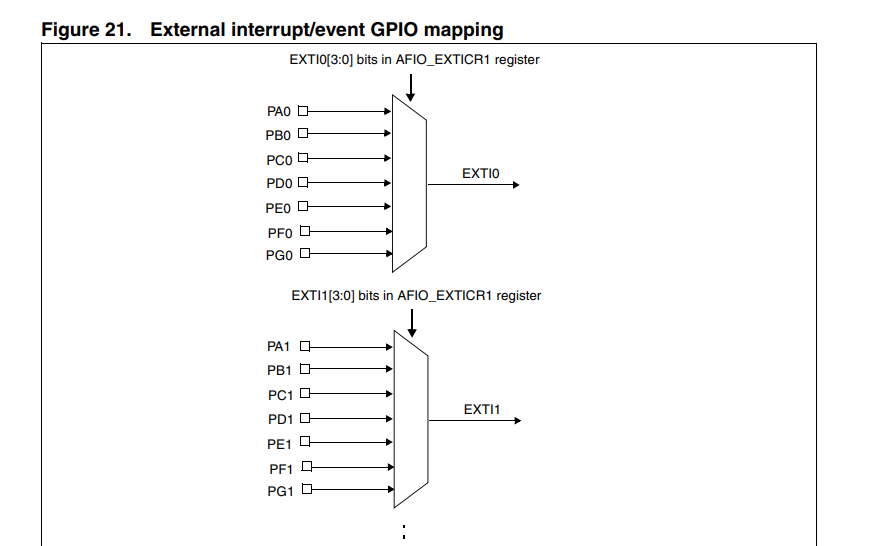 Figure 21. External interrupt/event GPIO mapping
EXTI0[3:0] bits in AFIO_EXTICR1 register
PA0
PB0
PC0
PD0
PE0
PF0
PG0
EXTI0
EXTI1[3:0] bits in AFIO_EXTICR1 register
PA1
PB1
PC1
PD1
PE1
PF1
PG1
EXTI1